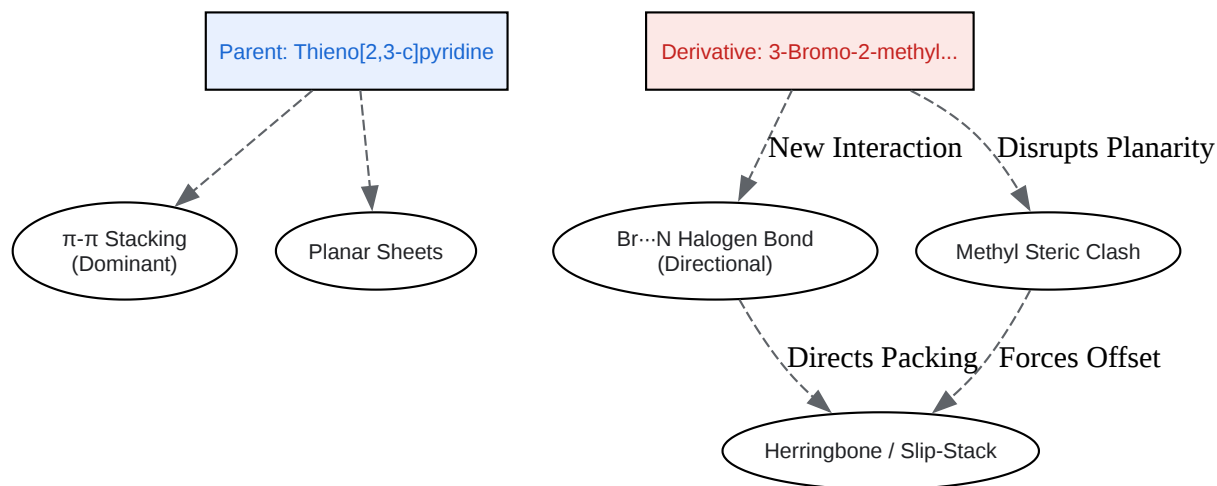 Parent: Thieno[2,3-c]pyridine
Derivative: 3-Bromo-2-methyl...
New Interaction
Disrupts Planarity
π-π Stacking
(Dominant)
Planar Sheets
Br···N Halogen Bond
(Directional)
Methyl Steric Clash
Directs Packing
Forces Offset
Herringbone / Slip-Stack